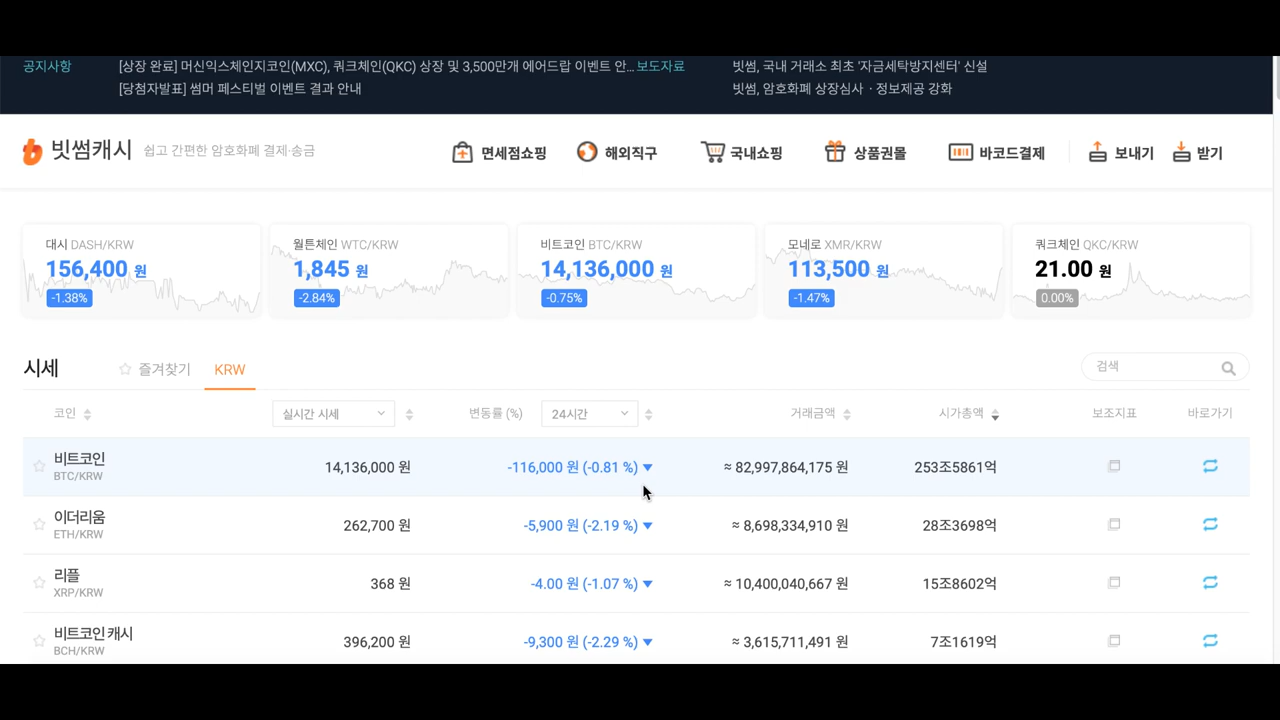 공지사항
[상장 완료] 머신익스체인지코인(MXC), 쿼크체인(QKC) 상장 및 3,500만개 에어드랍 이벤트 안...
보도자료
빗썸, 국내 거래소 최초 '자금세탁방지센터' 신설
[당첨자발표] 썸머 페스티벌 이벤트 결과 안내
빗썸, 암호화폐 상장심사ㆍ정보제공 강화
빗썸캐시 쉽고 간편한 암호화폐 결제·송금
면세점쇼핑 해외직구 국내쇼핑 상품권몰 바코드결제 보내기 받기
대시 DASH/KRW
156,400 원
-1.38%
월튼체인 WTC/KRW
1,845 원
-2.84%
비트코인 BTC/KRW
14,136,000 원
-0.75%
모네로 XMR/KRW
113,500 원
-1.47%
쿼크체인 QKC/KRW
21.00 원
0.00%
시세 즐겨찾기 KRW 검색
코인 실시간 시세 변동률 (%) 24시간 거래금액 시가총액 보조지표 바로가기
비트코인 14,136,000 원 -116,000 원 (-0.81 %) ▼ ≈ 82,997,864,175 원 253조5861억
BTC/KRW
이더리움 262,700 원 -5,900 원 (-2.19 %) ▼ ≈ 8,698,334,910 원 28조3698억
ETH/KRW
리플 368 원 -4.00 원 (-1.07 %) ▼ ≈ 10,400,040,667 원 15조8602억
XRP/KRW
비트코인 캐시 396,200 원 -9,300 원 (-2.29 %) ▼ ≈ 3,615,711,491 원 7조1619억
BCH/KRW